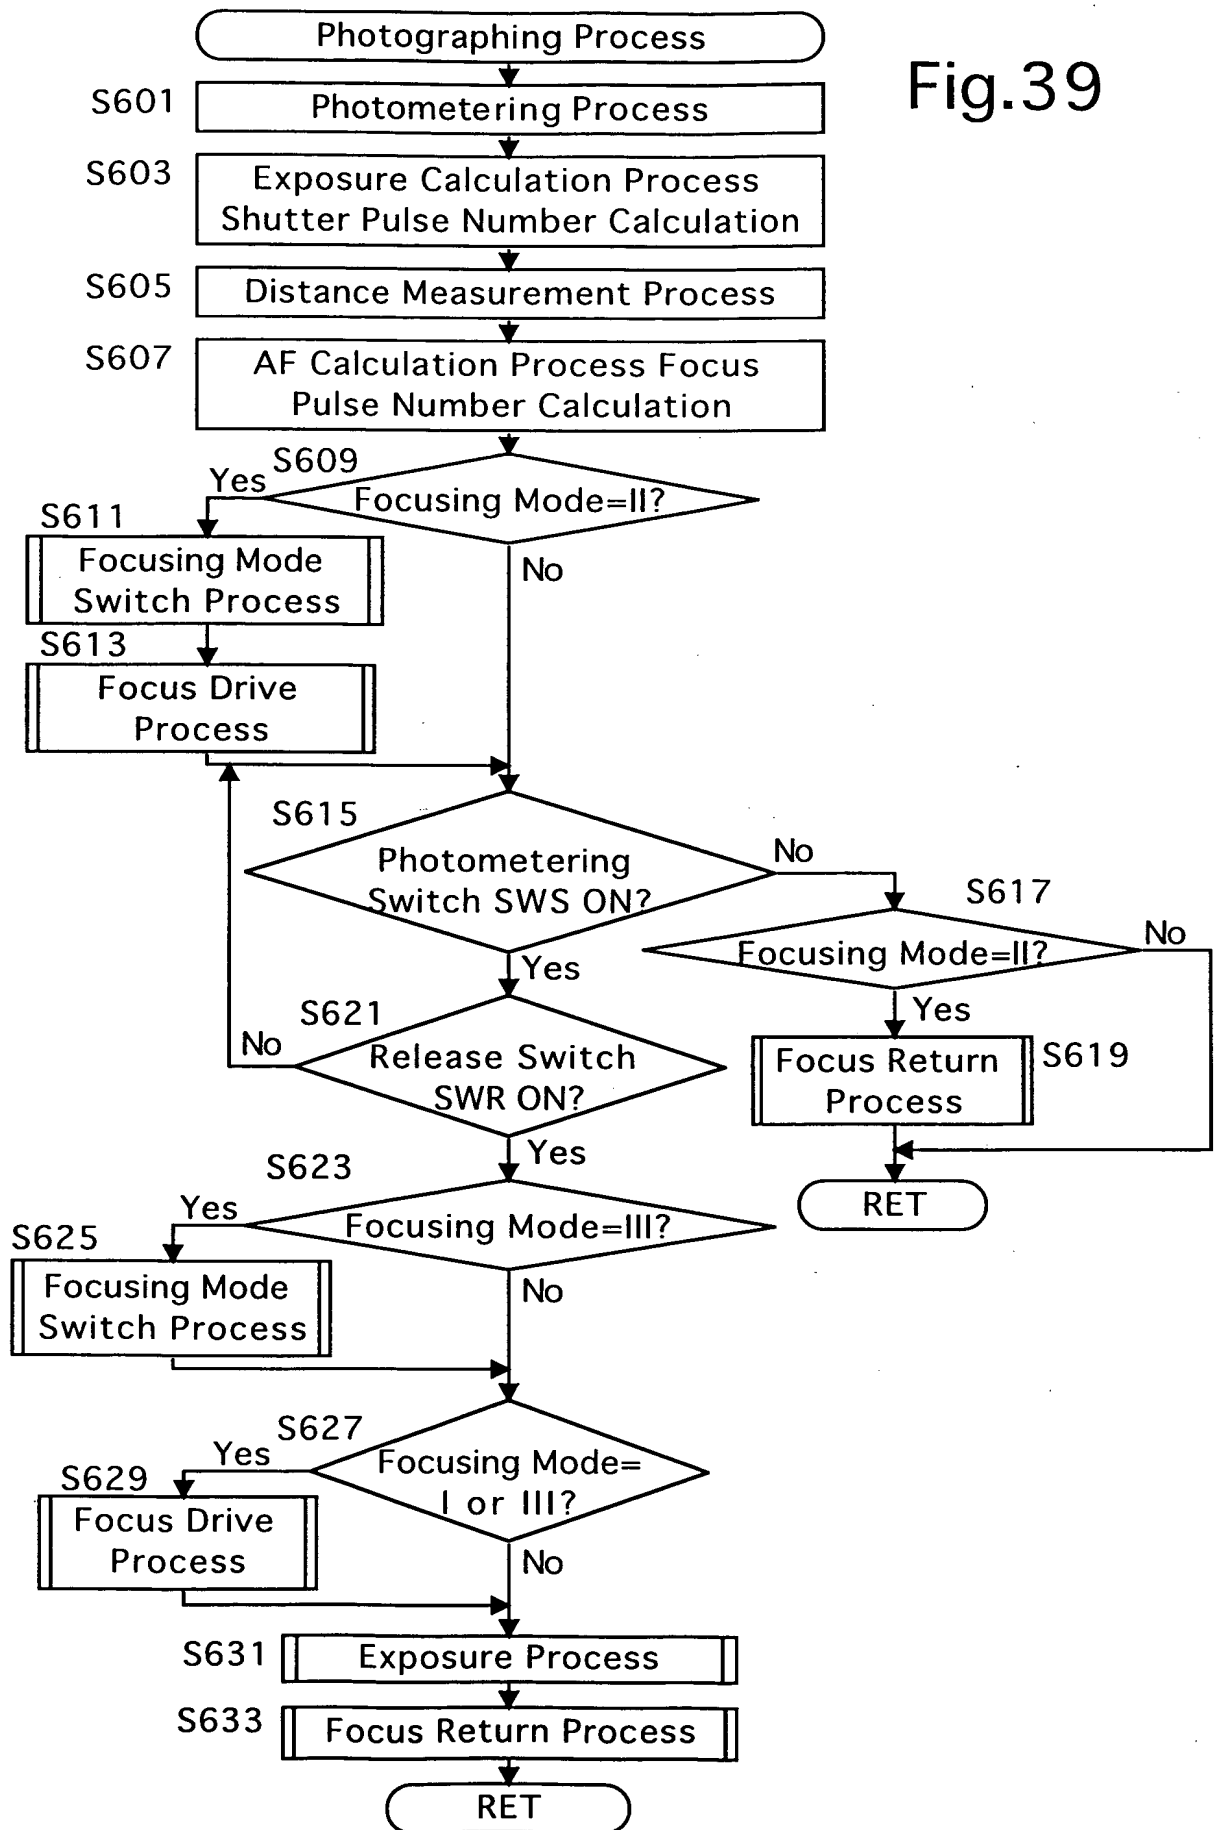 Photographing Process
Fig.39
S601
Photometering Process
S603
Exposure Calculation Process
Shutter Pulse Number Calculation
S605
Distance Measurement Process
S607
AF Calculation Process Focus
Pulse Number Calculation
S609
Yes
Focusing Mode=II?
No
S611
Focusing Mode
Switch Process
S613
Focus Drive
Process
S615
Photometering
Switch SWS ON?
No
Yes
S617
Focusing Mode=II?
No
Yes
S619
Focus Return
Process
RET
S621
No
Release Switch
SWR ON?
Yes
S623
Yes
Focusing Mode=III?
No
S625
Focusing Mode
Switch Process
S627
Yes
Focusing Mode=
I or III?
No
S629
Focus Drive
Process
S631
Exposure Process
S633
Focus Return Process
RET